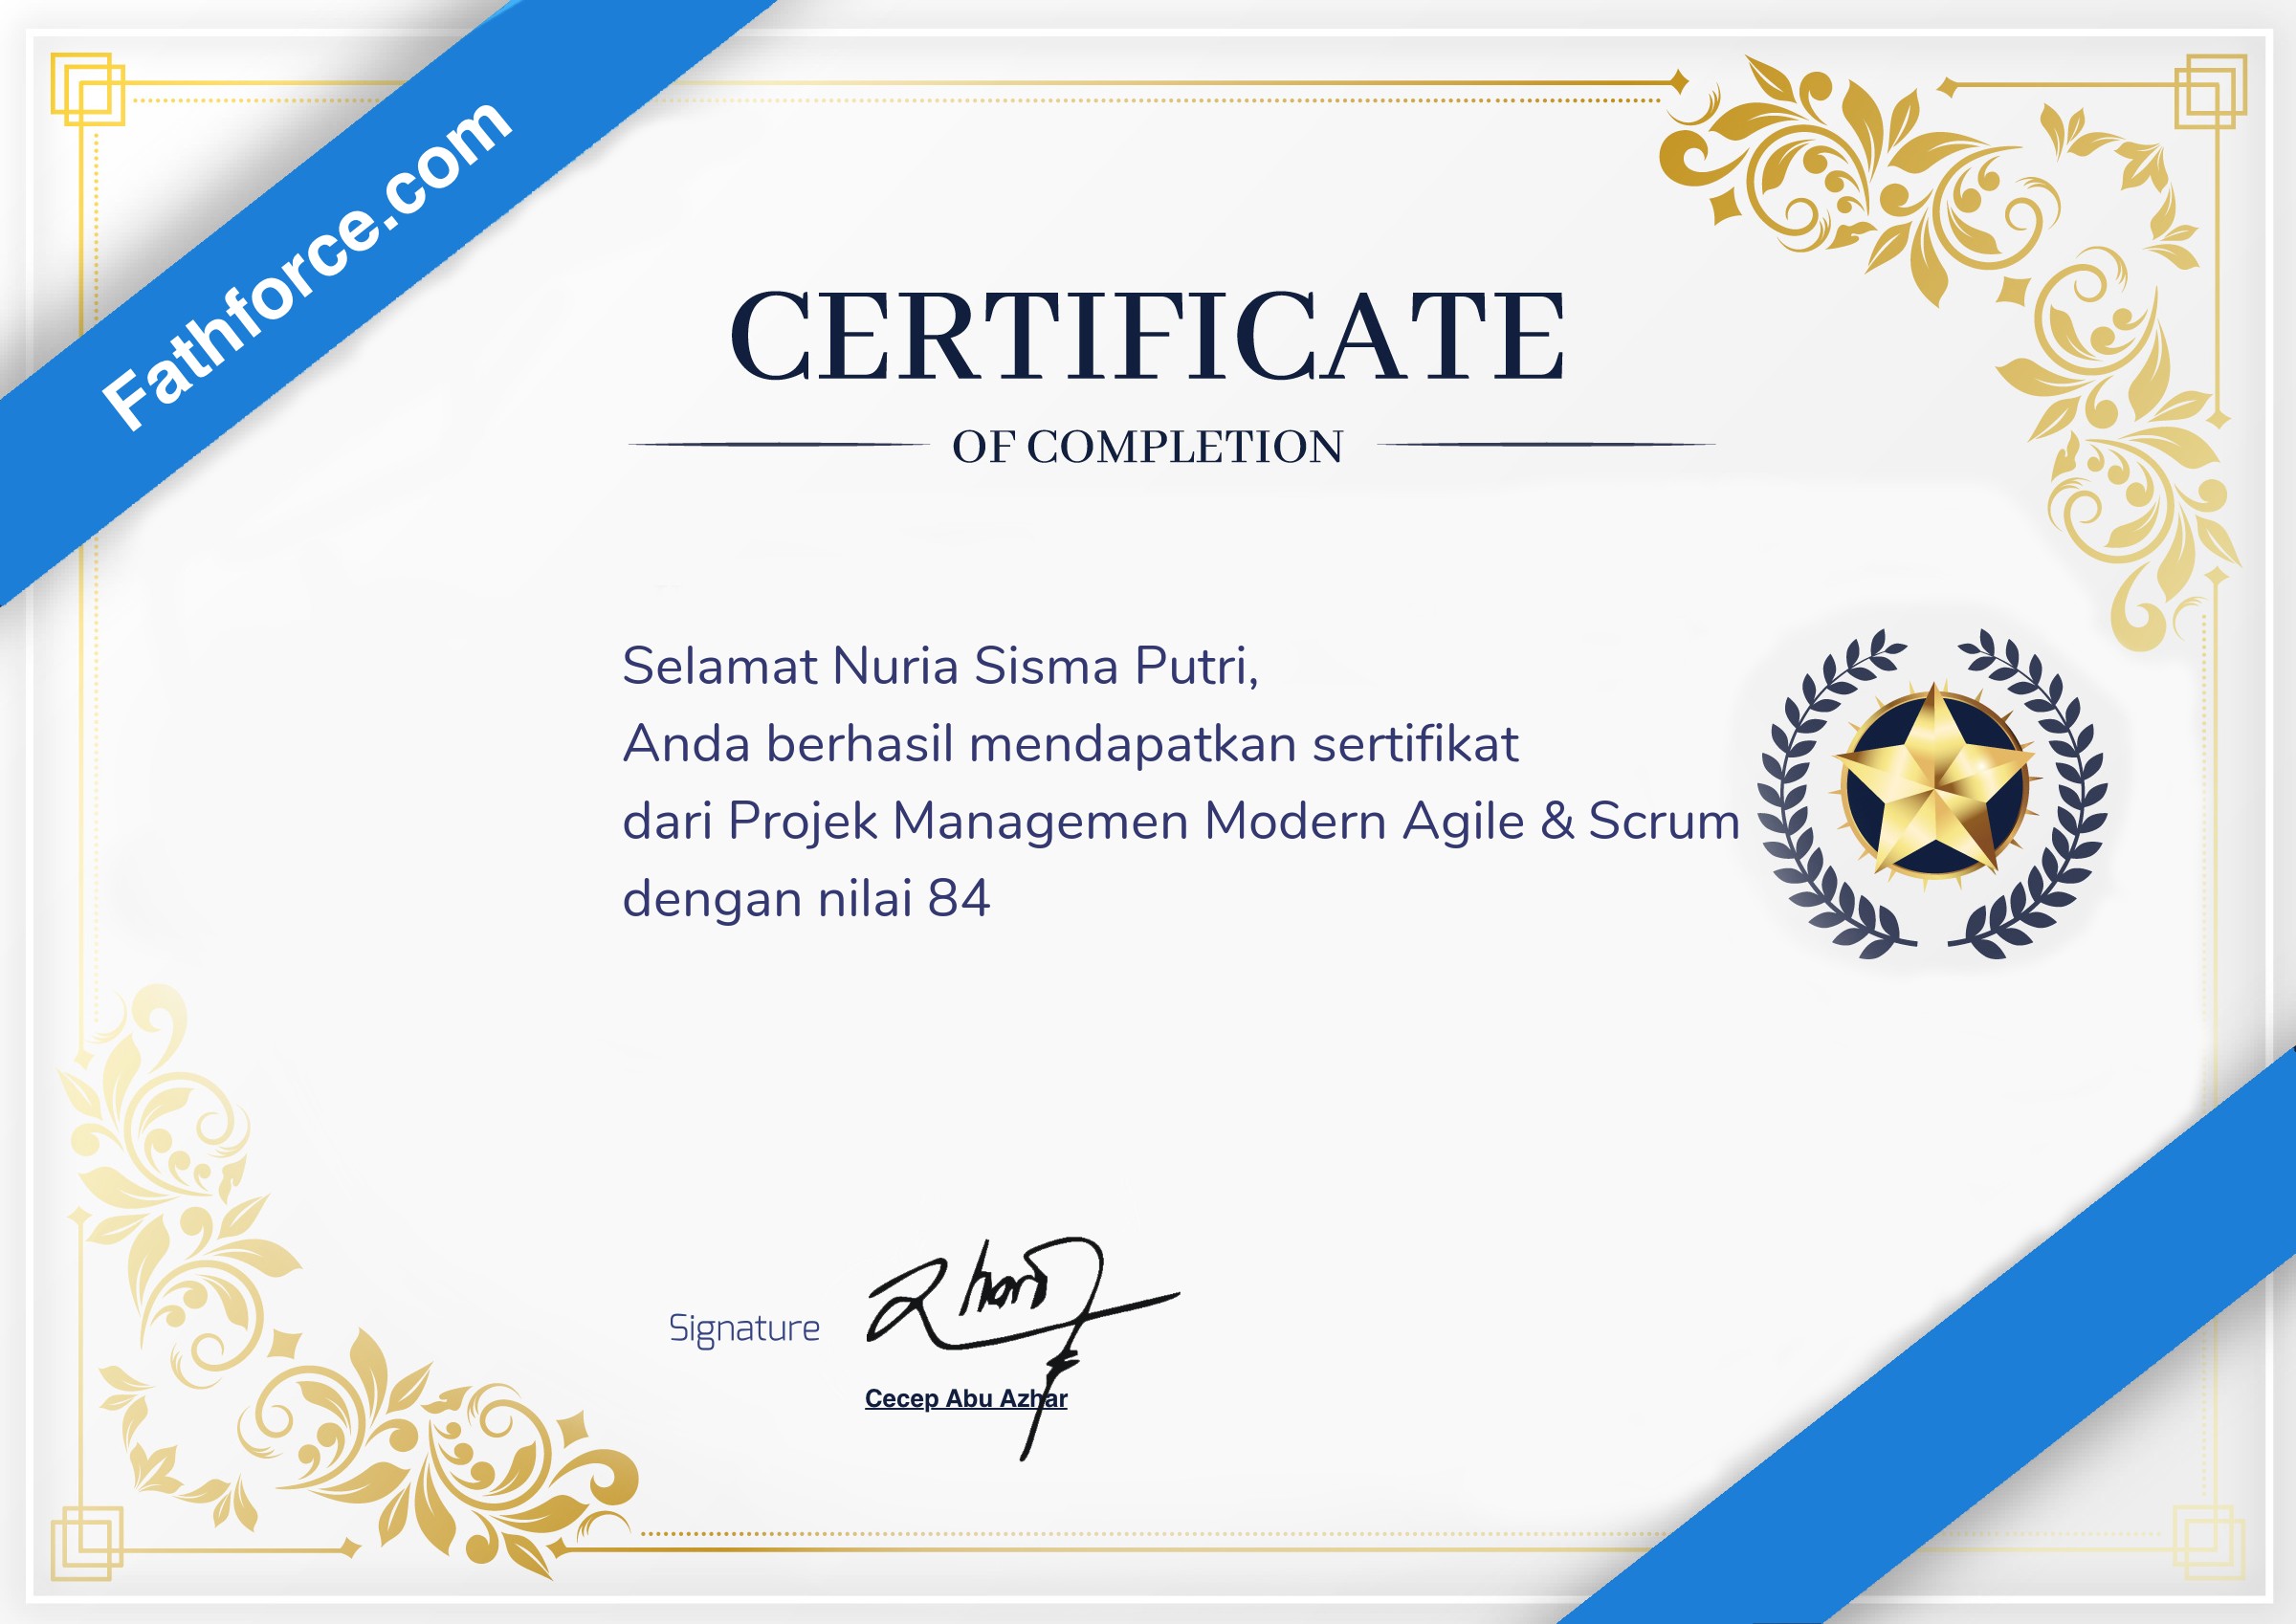 Fathforce.com
CERTIFICATE
OF COMPLETION
Selamat Nuria Sisma Putri,
Anda berhasil mendapatkan sertifikat
dari Projek Managemen Modern Agile & Scrum
dengan nilai 84
Signature
Cecep Abu Azhar